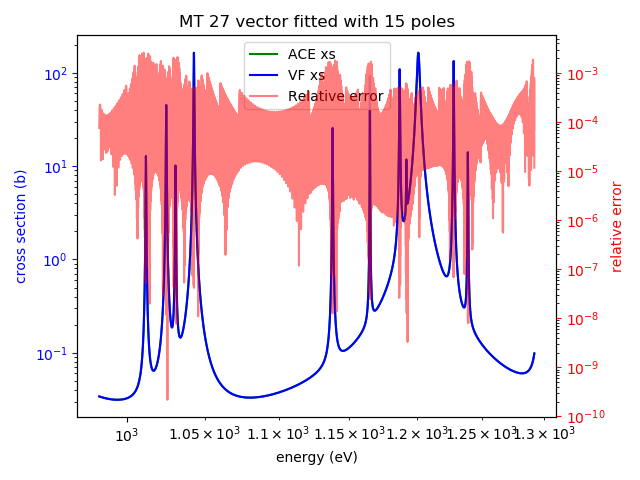 MT 27 vector fitted with 15 poles
ACE xs
VF xs
Relative error
cross section (b)
10²
10¹
10⁰
10⁻¹
10⁻³
10⁻⁴
10⁻⁵
10⁻⁶
10⁻⁷
10⁻⁸
10⁻⁹
10⁻¹⁰
relative error
10³ 1.05×10³ 1.1×10³ 1.15×10³ 1.2×10³ 1.25×10³ 1.3×10³
energy (eV)